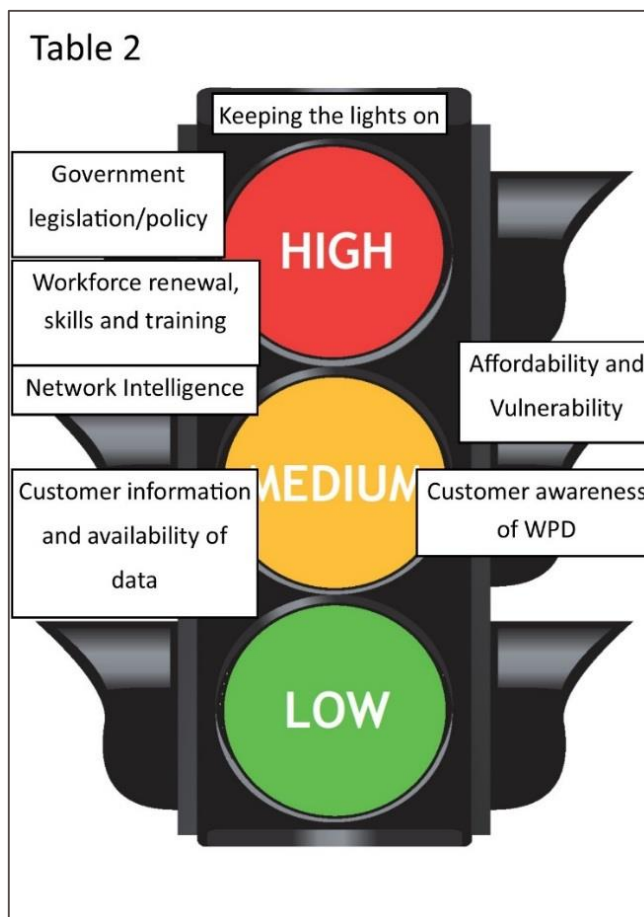 Table 2
Keeping the lights on
Government
legislation/policy
HIGH
Workforce renewal,
skills and training
Network Intelligence
Affordability and
Vulnerability
MEDIUM
Customer information
and availability of
data
Customer awareness
of WPD
LOW